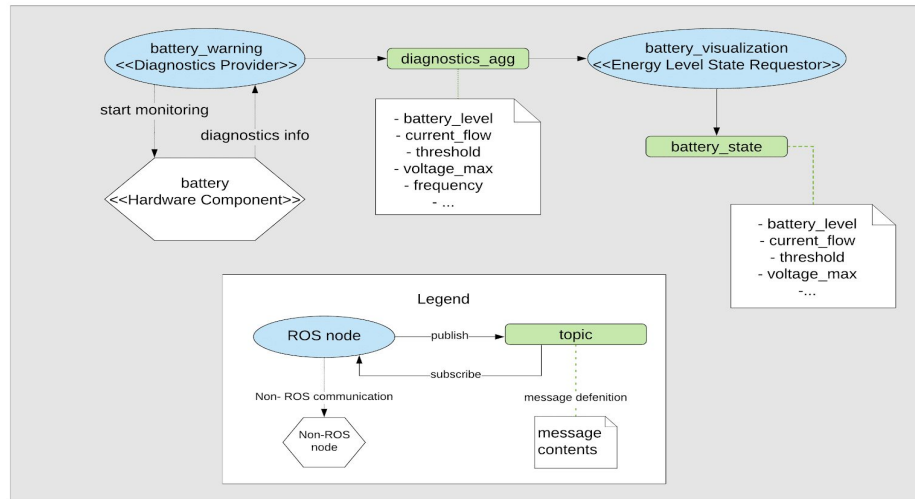 battery_warning
<<Diagnostics Provider>>
diagnostics_agg
battery_visualization
<<Energy Level State Requestor>>
start monitoring
diagnostics info
- battery_level
- current_flow
- threshold
- voltage_max
- frequency
- ...
battery_state
battery
<<Hardware Component>>
- battery_level
- current_flow
- threshold
- voltage_max
-...
Legend
ROS node
publish
topic
subscribe
Non- ROS communication
message defenition
Non-ROS
node
message
contents